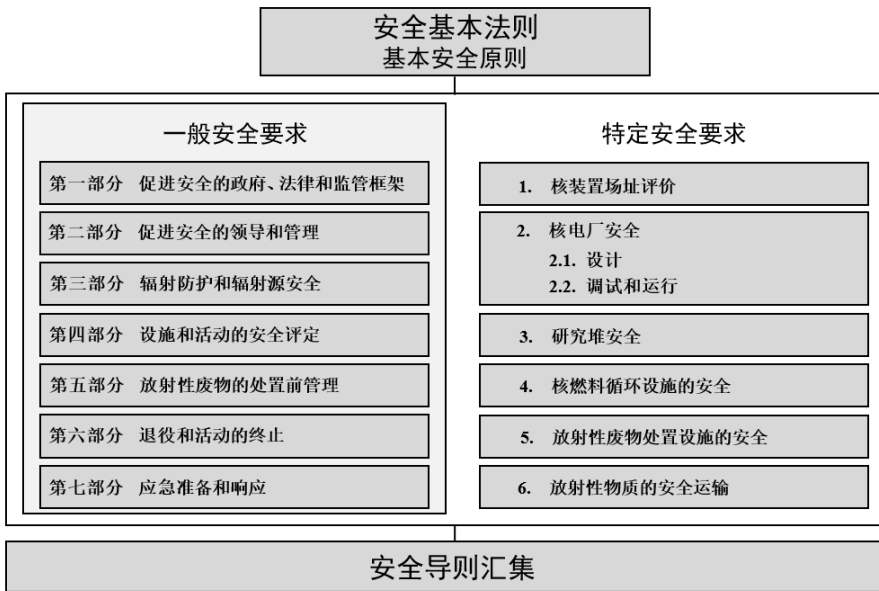 安全基本法则
基本安全原则
一般安全要求
第一部分 促进安全的政府、法律和监管框架
第二部分 促进安全的领导和管理
第三部分 辐射防护和辐射源安全
第四部分 设施和活动的安全评定
第五部分 放射性废物的处置前管理
第六部分 退役和活动的终止
第七部分 应急准备和响应
特定安全要求
1. 核装置场址评价
2. 核电厂安全
2.1. 设计
2.2. 调试和运行
3. 研究堆安全
4. 核燃料循环设施的安全
5. 放射性废物处置设施的安全
6. 放射性物质的安全运输
安全导则汇集